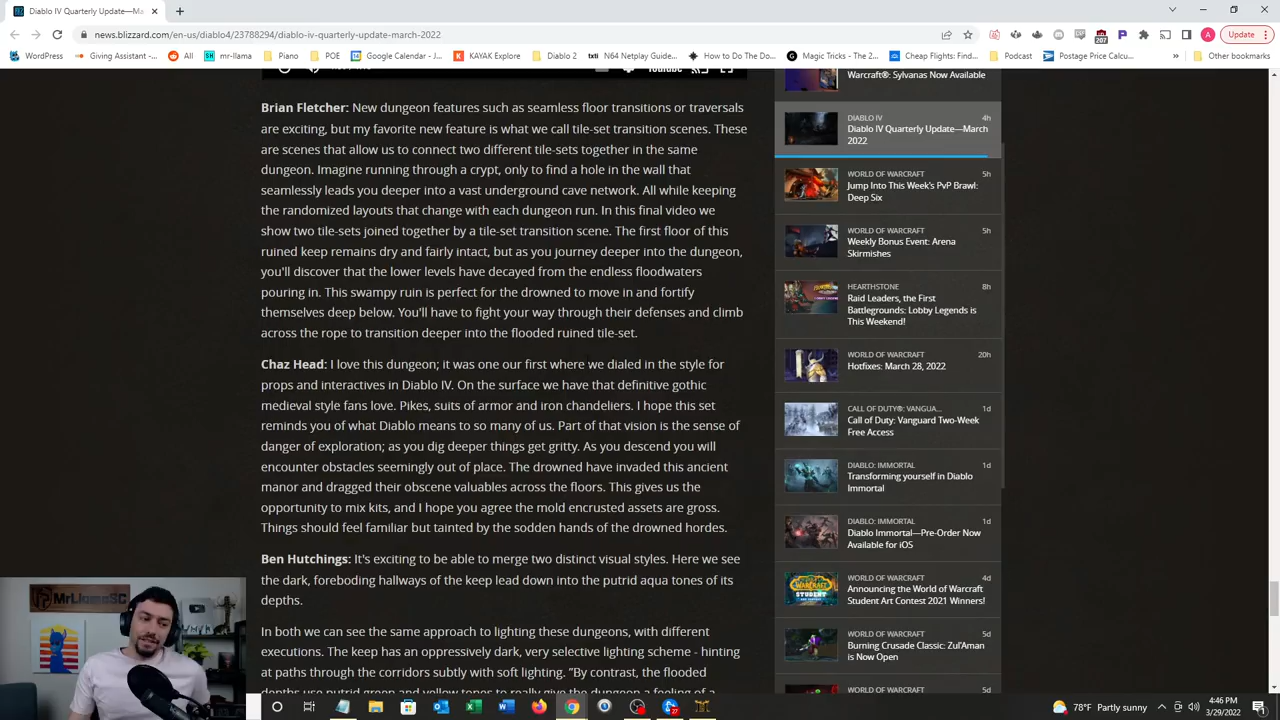 Diablo IV Quarterly Update—Ma
news.blizzard.com/en-us/diablo4/23788294/diablo-iv-quarterly-update-march-2022
207
A
Update
WordPress
Giving Assistant -...
All
mr-llama
Piano
POE
Google Calendar - J...
KAYAK Explore
Diablo 2
txti
N64 Netplay Guide...
How to Do The Do...
Magic Tricks - The 2...
Cheap Flights - Sea...
Podcast
Postage Price Calcu...
»
Other bookmarks
Brian Fletcher: New dungeon features such as seamless floor transitions or traversals
are exciting, but my favorite new feature is what we call tile-set transition scenes. These
are scenes that allow us to connect two different tile-sets together in the same
dungeon. Imagine running through a crypt, only to find a hole in the wall that
seamlessly leads you deeper into a vast underground cave network. All while keeping
the randomized layouts that change with each dungeon run. In this final video we
show two tile-sets joined together by a tile-set transition scene. The first floor of this
ruined keep remains dry and fairly intact, but as you journey deeper into the dungeon,
you'll discover that the lower levels have decayed from the endless floodwaters
pouring in. This swampy ruin is perfect for the drowned to move in and fortify
themselves deep below. You'll have to fight your way through their defenses and climb
across the rope to transition deeper into the flooded ruined tile-set.
Chaz Head: I love this dungeon; it was one our first where we dialed in the style for
props and interactives in Diablo IV. On the surface we have that definitive gothic
medieval style fans love. Pikes, suits of armor and iron chandeliers. I hope this set
reminds you of what Diablo means to so many of us. Part of that vision is the sense of
danger of exploration; as you dig deeper things get gritty. As you descend you will
encounter obstacles seemingly out of place. The drowned have invaded this ancient
manor and dragged their obscene valuables across the floors. This gives us the
opportunity to mix kits, and I hope you agree the mold encrusted assets are gross.
Things should feel familiar but tainted by the sodden hands of the drowned hordes.
Ben Hutchings: It's exciting to be able to merge two distinct visual styles. Here we see
the dark, foreboding hallways of the keep lead down into the putrid aqua tones of its
depths.
In both we can see the same approach to lighting these dungeons, with different
executions. The keep has an oppressively dark, very selective lighting scheme - hinting
at paths through the corridors subtly with soft lighting. "By contrast, the flooded
debts use putrid green and yellow tones to really give the dungeon a feeling of a
Warcraft®: Sylvanas Now Available
DIABLO IV 4h
Diablo IV Quarterly Update—March
2022
WORLD OF WARCRAFT 5h
Jump Into This Week's PvP Brawl:
Deep Six
WORLD OF WARCRAFT 5h
Weekly Bonus Event: Arena
Skirmishes
HEARTHSTONE 8h
Raid Leaders, the First
Battlegrounds: Lobby Legends is
This Weekend!
WORLD OF WARCRAFT 20h
Hotfixes: March 28, 2022
CALL OF DUTY®: VANGUA... 1d
Call of Duty: Vanguard Two-Week
Free Access
DIABLO: IMMORTAL 1d
Transforming yourself in Diablo
Immortal
DIABLO: IMMORTAL 1d
Diablo Immortal—Pre-Order Now
Available for iOS
WORLD OF WARCRAFT 4d
Announcing the World of Warcraft
Student Art Contest 2021 Winners!
WORLD OF WARCRAFT 5d
Burning Crusade Classic: Zul'Aman
is Now Open
WORLD OF WARCRAFT 5d
78°F Partly sunny
4:46 PM
3/29/2022